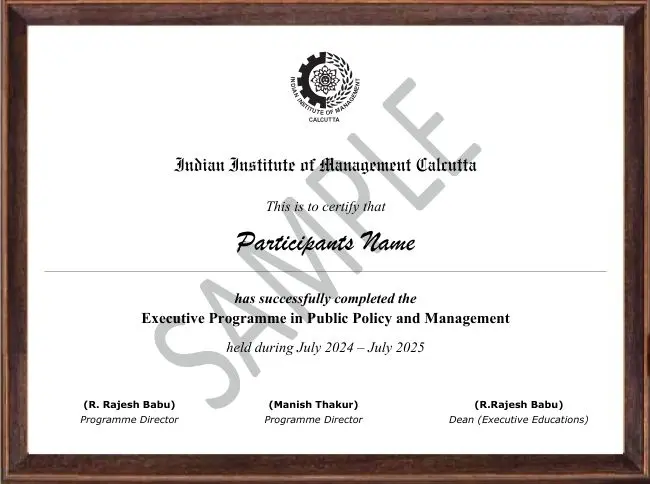 INDIAN INSTITUTE OF MANAGEMENT
CALCUTTA
Indian Institute of Management Calcutta
This is to certify that
Participants Name
has successfully completed the
Executive Programme in Public Policy and Management
held during July 2024 – July 2025
SAMPLE
(R. Rajesh Babu) (Manish Thakur) (R.Rajesh Babu)
Programme Director Programme Director Dean (Executive Educations)